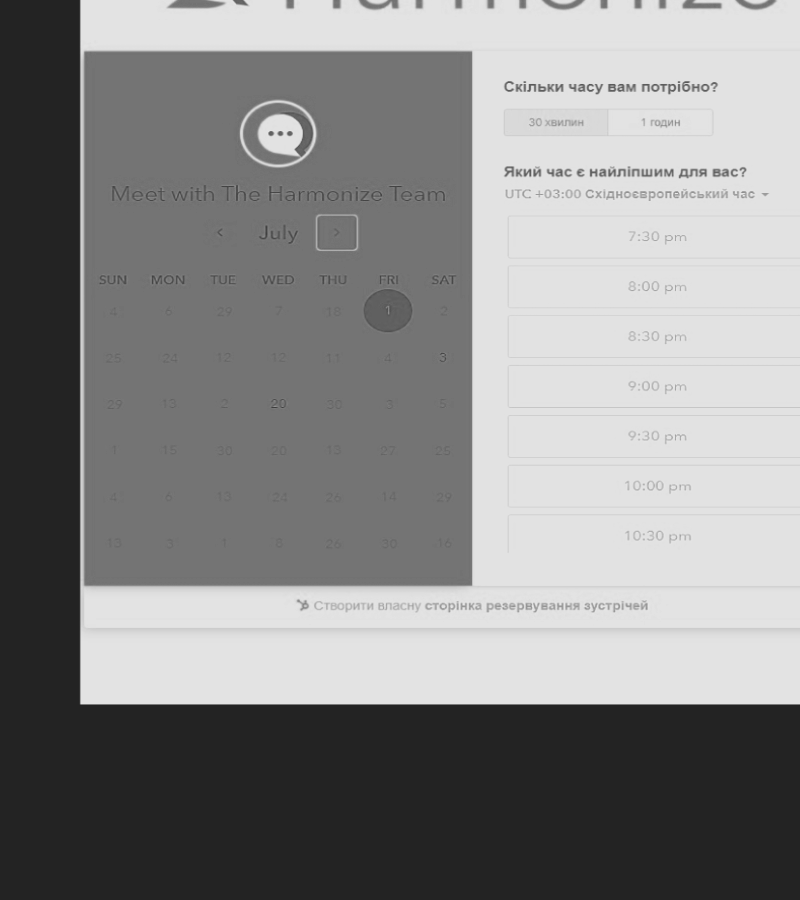 Harmonize
Meet with The Harmonize Team
July
SUN MON TUE WED THU FRI SAT
4 6 29 7 18 1 2
25 24 12 12 11 4 3
29 13 2 20 30 3 5
1 15 30 20 13 27 25
4 6 13 24 26 14 29
13 3 1 8 26 30 16
Скільки часу вам потрібно?
30 хвилин 1 годин
Який час є найліпшим для вас?
UTC +03:00 Східноєвропейський час
7:30 pm
8:00 pm
8:30 pm
9:00 pm
9:30 pm
10:00 pm
10:30 pm
Створити власну сторінка резервування зустрічей